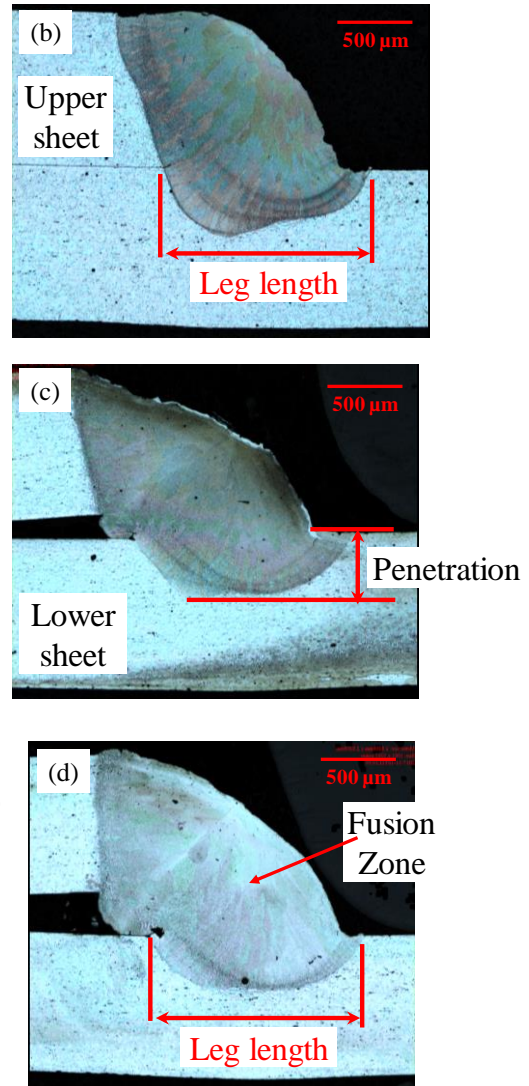 (b)
500 µm
Upper
sheet
Leg length
(c)
500 µm
Penetration
Lower
sheet
(d)
500 µm
Fusion
Zone
Leg length